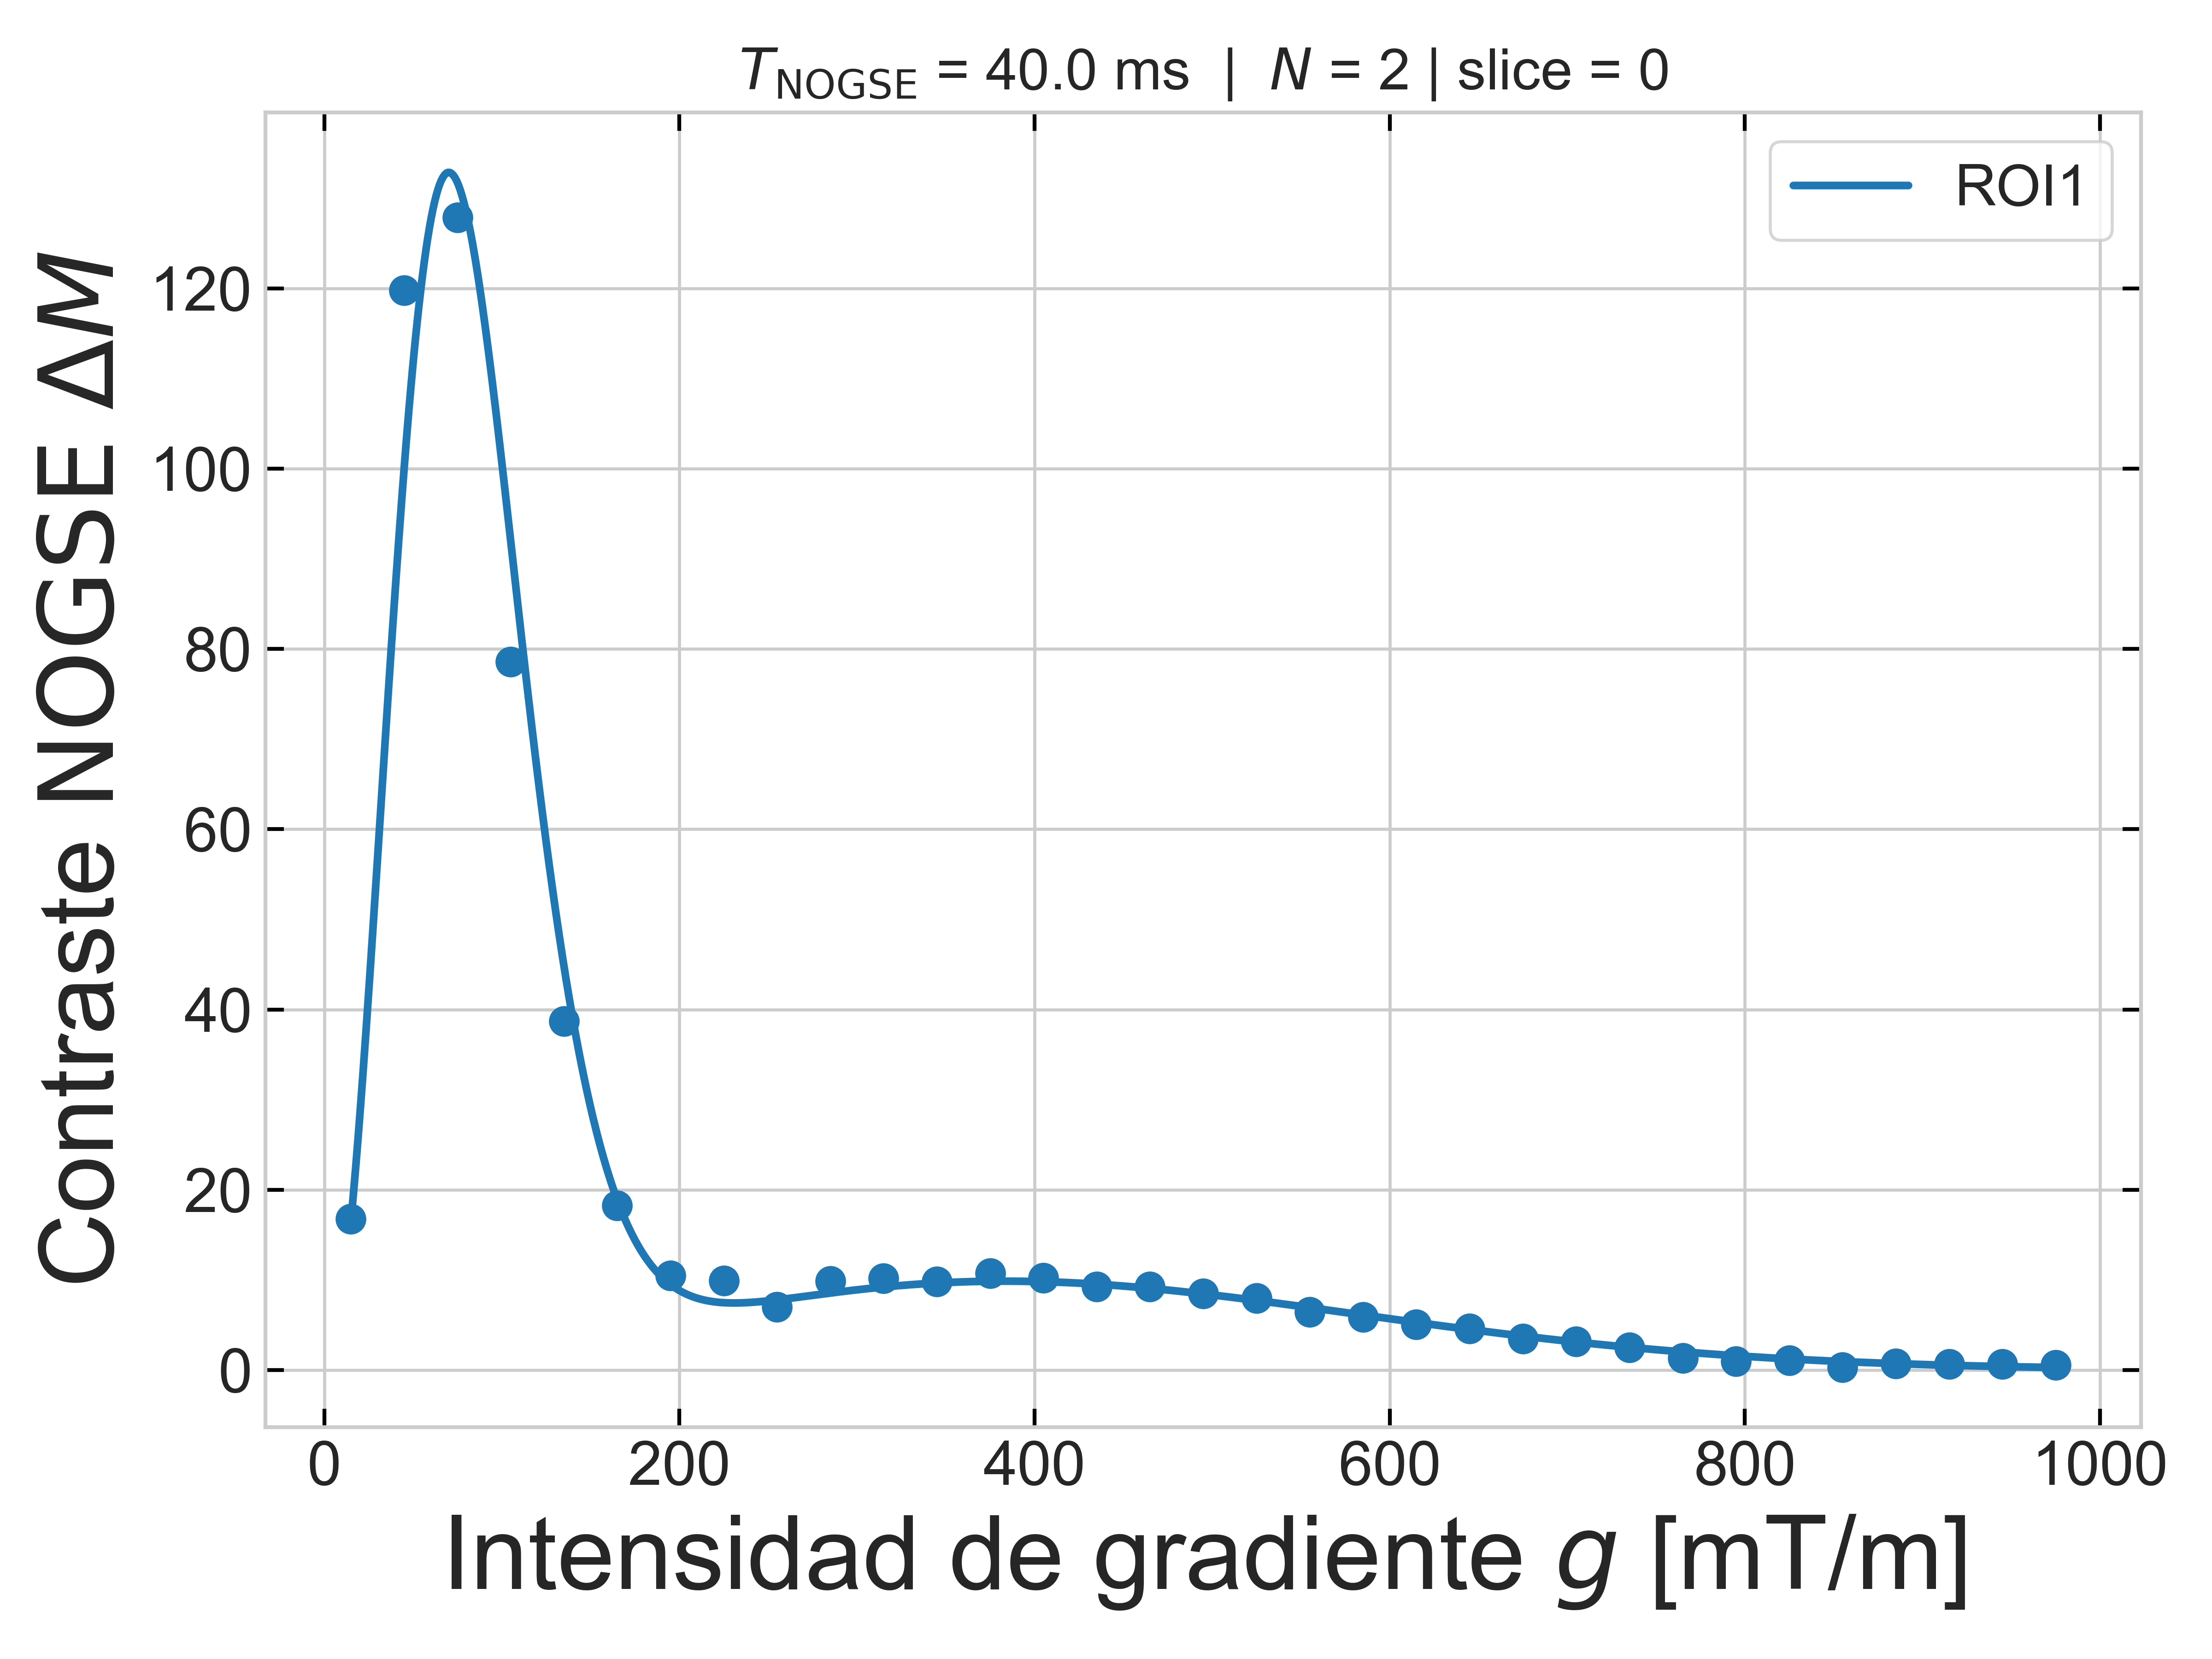 T_NOGSE = 40.0 ms | N = 2 | slice = 0
ROI1
Contraste NOGSE ΔM
120
100
80
60
40
20
0
0 200 400 600 800 1000
Intensidad de gradiente g [mT/m]